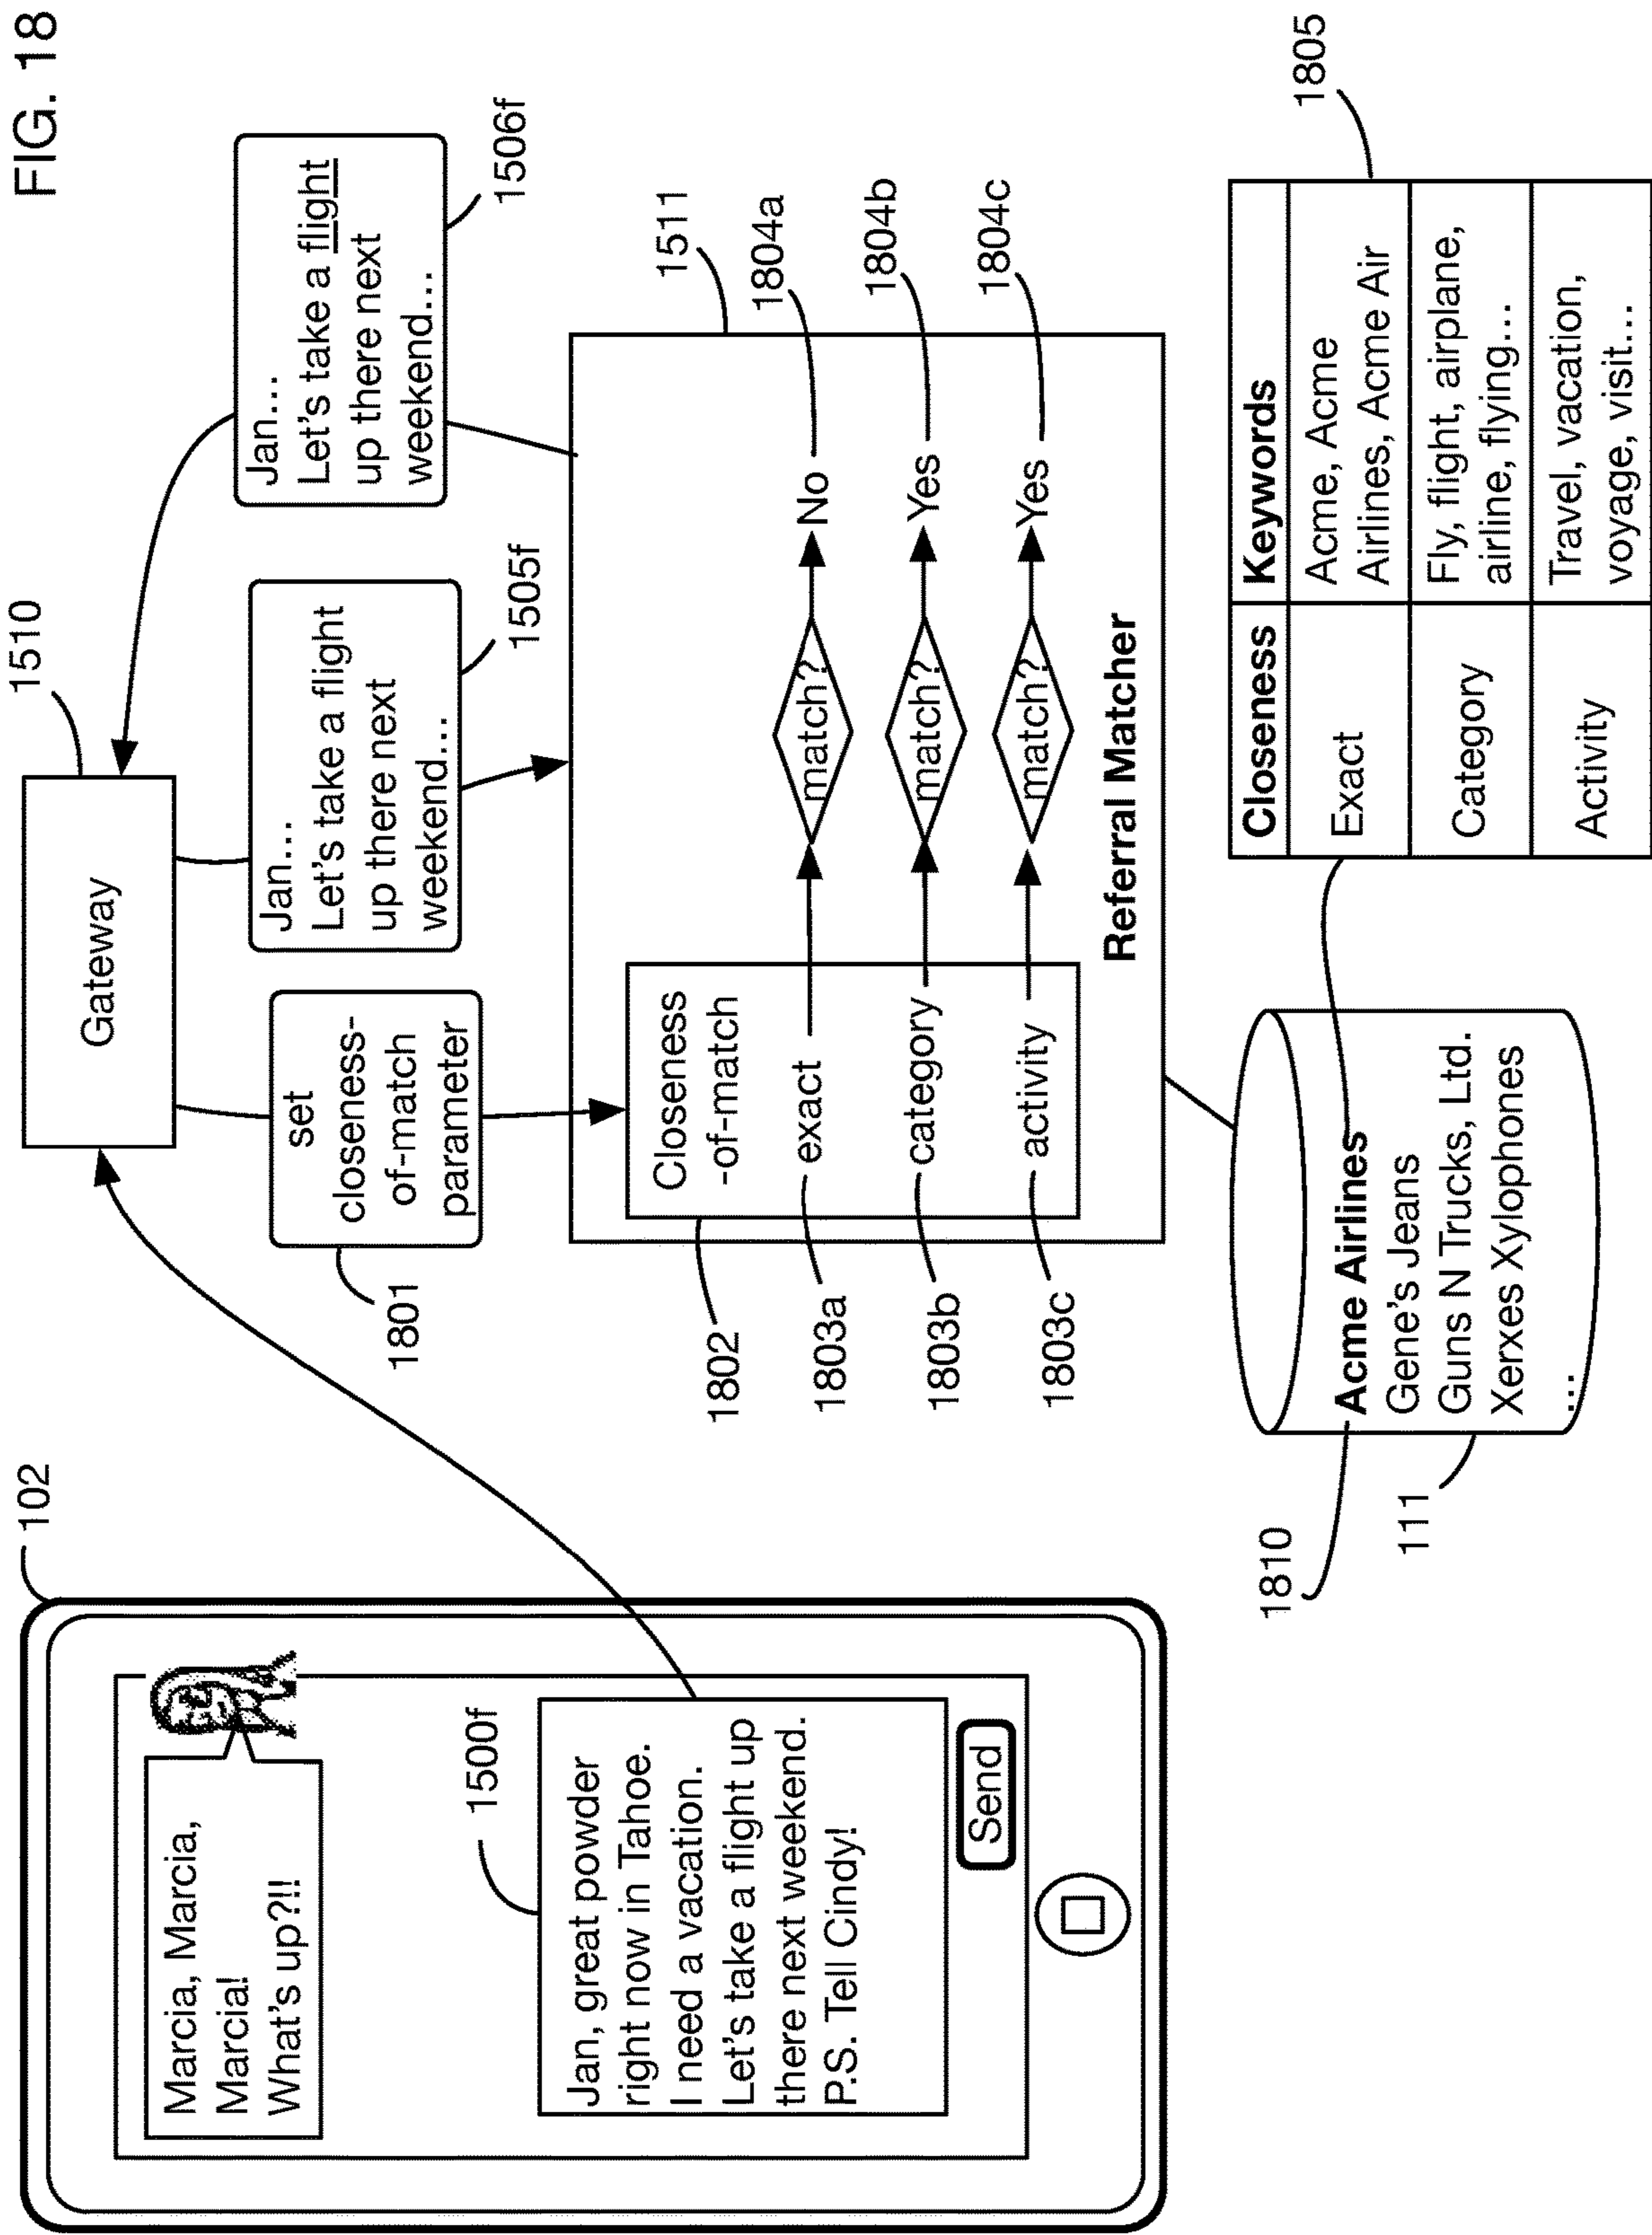 FIG. 18
102
Marcia, Marcia,
Marcia!
What's up?!!
1500f
Jan, great powder
right now in Tahoe.
I need a vacation.
Let's take a flight up
there next weekend.
P.S. Tell Cindy!
Send
1510
Gateway
1801
set
closeness-
of-match
parameter
Jan...
Let's take a flight
up there next
weekend...
1505f
Jan...
Let's take a flight
up there next
weekend...
1506f
1511
1802
Closeness
-of-match
1803a
exact
match?
No
1804a
1803b
category
match?
Yes
1804b
1803c
activity
match?
Yes
1804c
Referral Matcher
1810
Acme Airlines
Gene's Jeans
Guns N Trucks, Ltd.
Xerxes Xylophones
...
111
1805
Closeness
Keywords
Exact
Acme, Acme
Airlines, Acme Air
Category
Fly, flight, airplane,
airline, flying...
Activity
Travel, vacation,
voyage, visit...